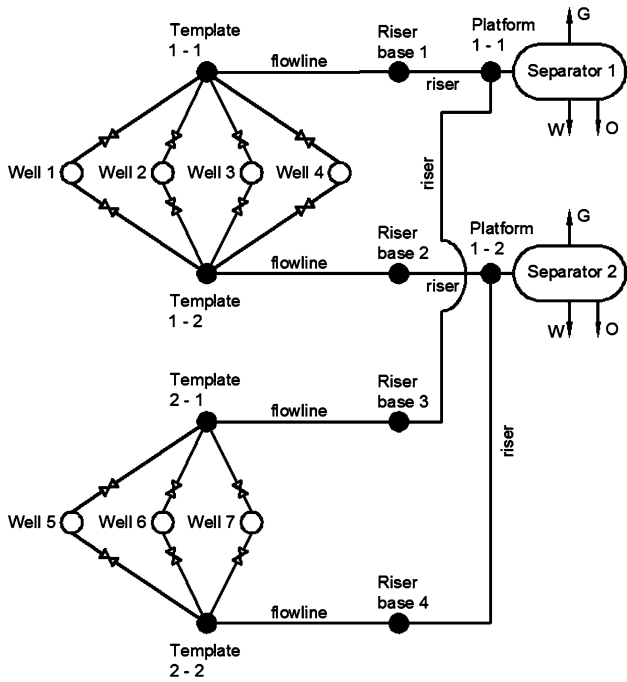 Template
1 - 1
Riser
base 1
Platform
1 - 1
G
flowline
riser
Separator 1
W
O
Well 1
Well 2
Well 3
Well 4
riser
Riser
base 2
Platform
1 - 2
G
flowline
riser
Separator 2
W
O
Template
1 - 2
Template
2 - 1
Riser
base 3
flowline
riser
Well 5
Well 6
Well 7
Riser
base 4
flowline
Template
2 - 2